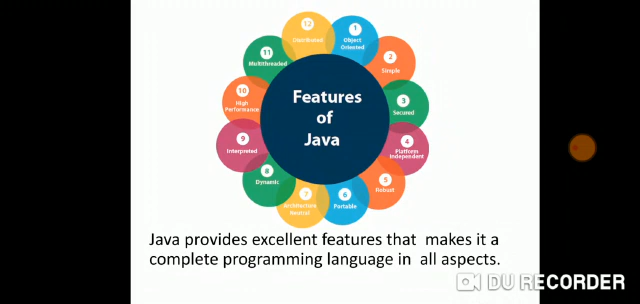 Features
of
Java
1
Object
Oriented
2
Simple
3
Secured
4
Platform
Independent
5
Robust
6
Portable
7
Architecture
Neutral
8
Dynamic
9
Interpreted
10
High
Performance
11
Multithreaded
12
Distributed
Java provides excellent features that makes it a
complete programming language in all aspects.
DU RECORDER